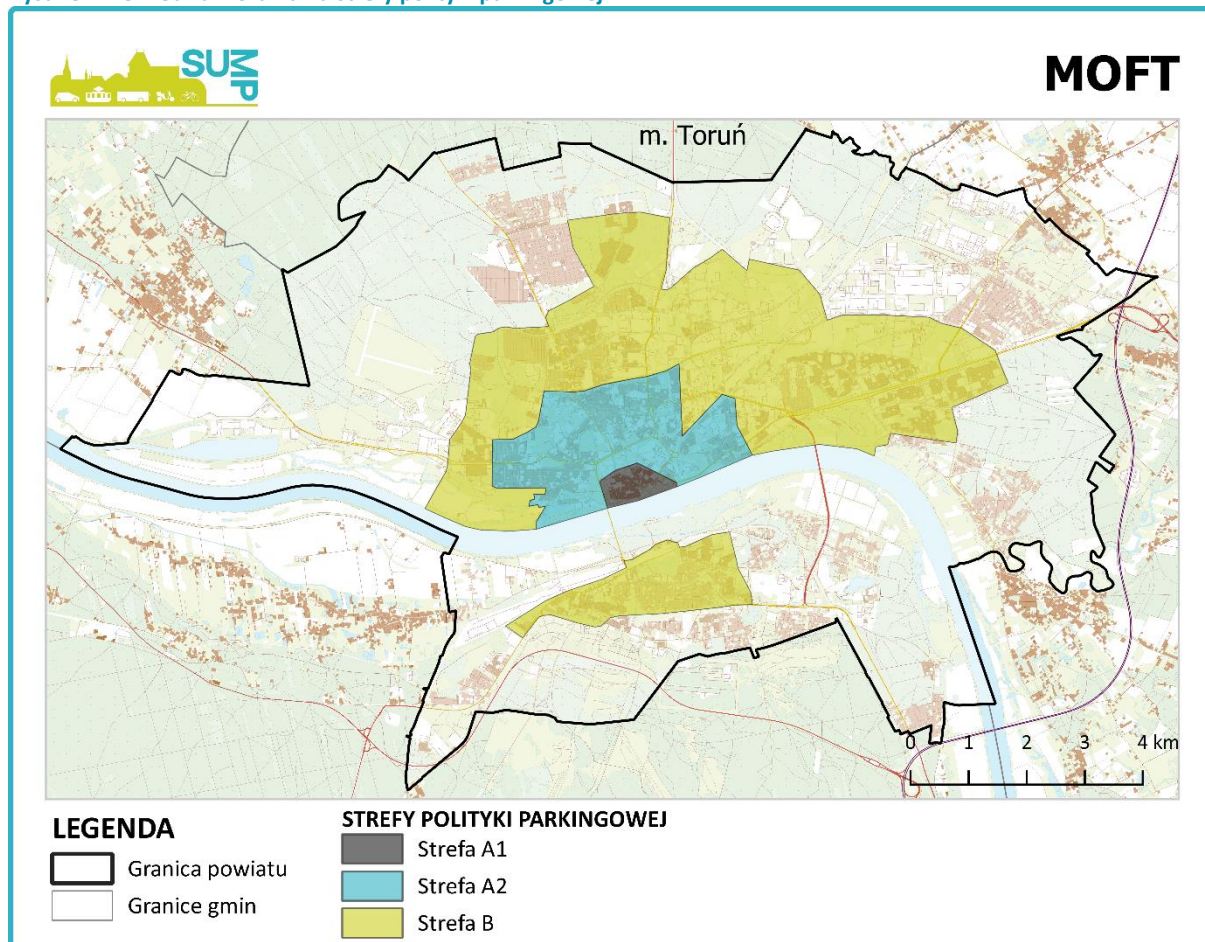 SUMP
MOFT
m. Toruń
0 1 2 3 4 km
LEGENDA
Granica powiatu
Granice gmin
STREFY POLITYKI PARKINGOWEJ
Strefa A1
Strefa A2
Strefa B